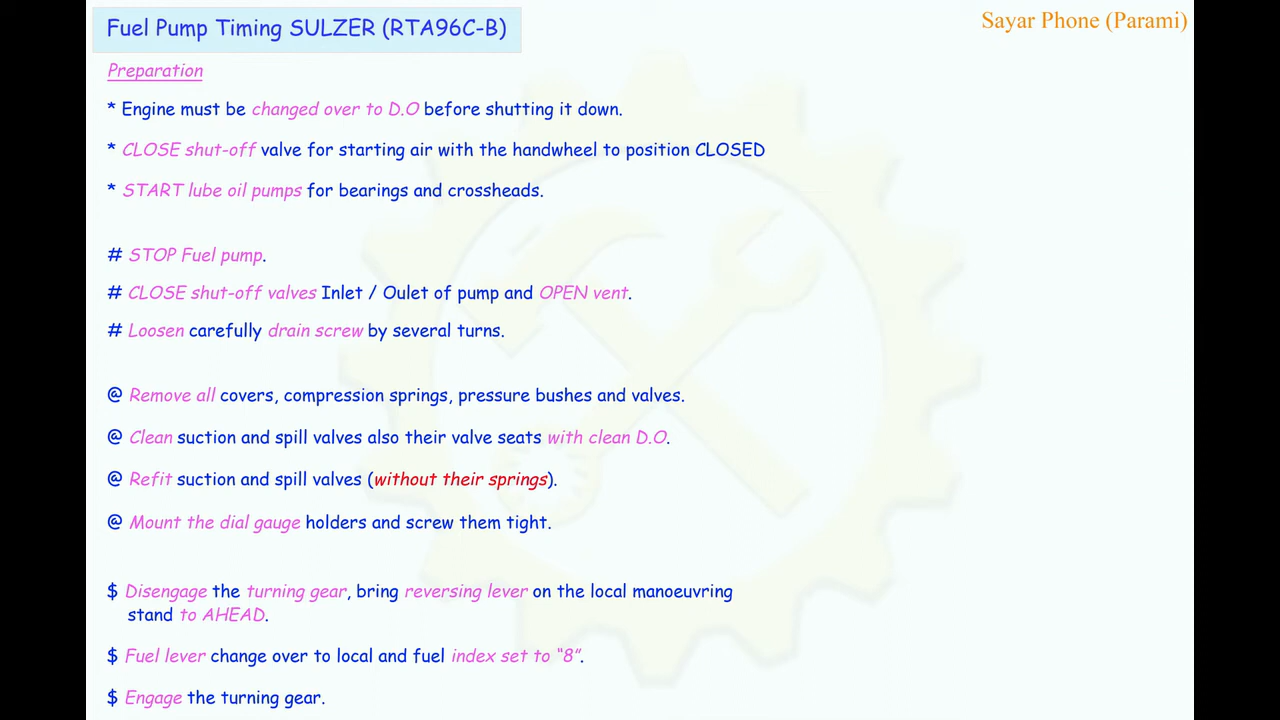 Fuel Pump Timing SULZER (RTA96C-B)
Sayar Phone (Parami)
Preparation
* Engine must be changed over to D.O before shutting it down.
* CLOSE shut-off valve for starting air with the handwheel to position CLOSED
* START lube oil pumps for bearings and crossheads.
# STOP Fuel pump.
# CLOSE shut-off valves Inlet / Oulet of pump and OPEN vent.
# Loosen carefully drain screw by several turns.
@ Remove all covers, compression springs, pressure bushes and valves.
@ Clean suction and spill valves also their valve seats with clean D.O.
@ Refit suction and spill valves (without their springs).
@ Mount the dial gauge holders and screw them tight.
$ Disengage the turning gear, bring reversing lever on the local manoeuvring
stand to AHEAD.
$ Fuel lever change over to local and fuel index set to “8”.
$ Engage the turning gear.